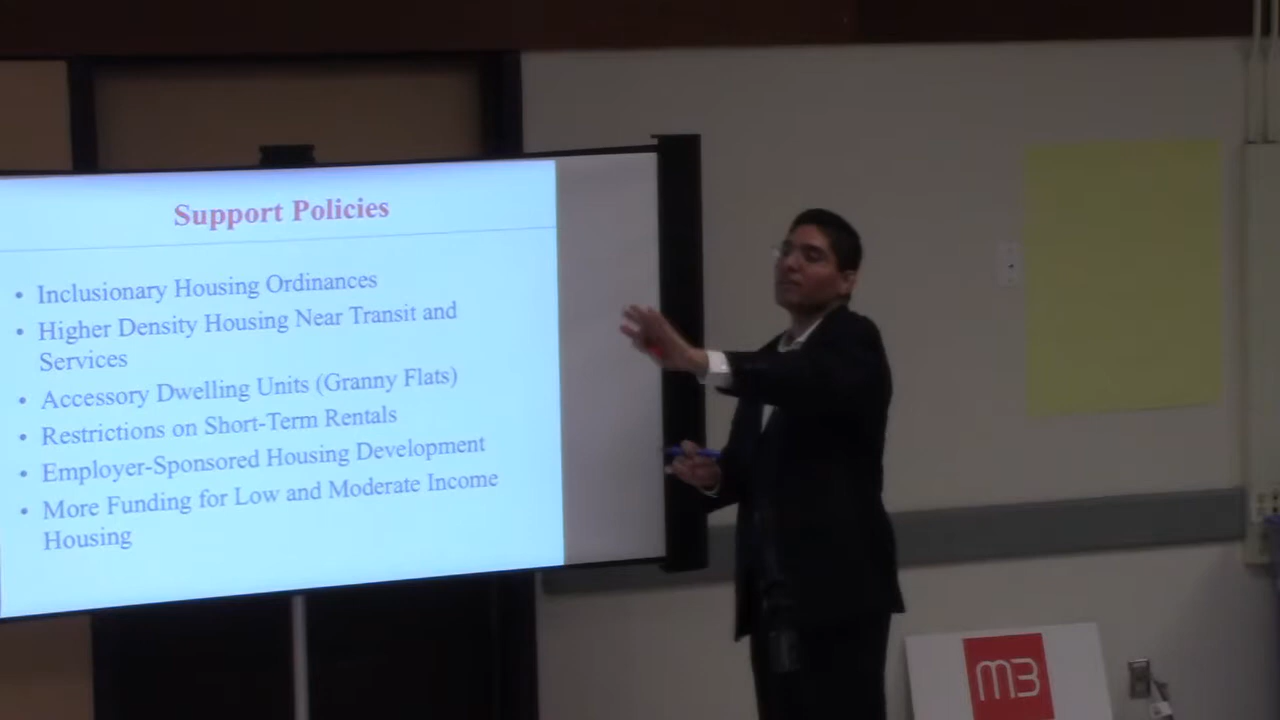 Support Policies
• Inclusionary Housing Ordinances
• Higher Density Housing Near Transit and
Services
• Accessory Dwelling Units (Granny Flats)
• Restrictions on Short-Term Rentals
• Employer-Sponsored Housing Development
• More Funding for Low and Moderate Income
Housing
m3